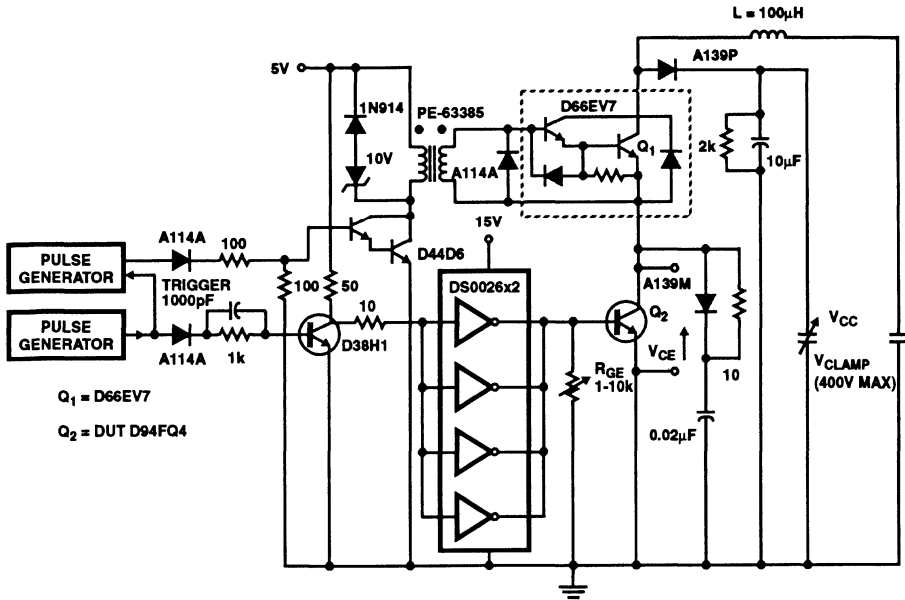 L = 100µH
A139P
5V
1N914
PE-63385
D66EV7
10V
A114A
Q1
2k
10µF
15V
A114A
100
D44D6
PULSE
GENERATOR
TRIGGER
1000pF
100
50
DS0026x2
A139M
10
Q2
PULSE
GENERATOR
A114A
1k
D38H1
VCE
VCC
RGE
1-10k
10
VCLAMP
(400V MAX)
Q1 = D66EV7
0.02µF
Q2 = DUT D94FQ4